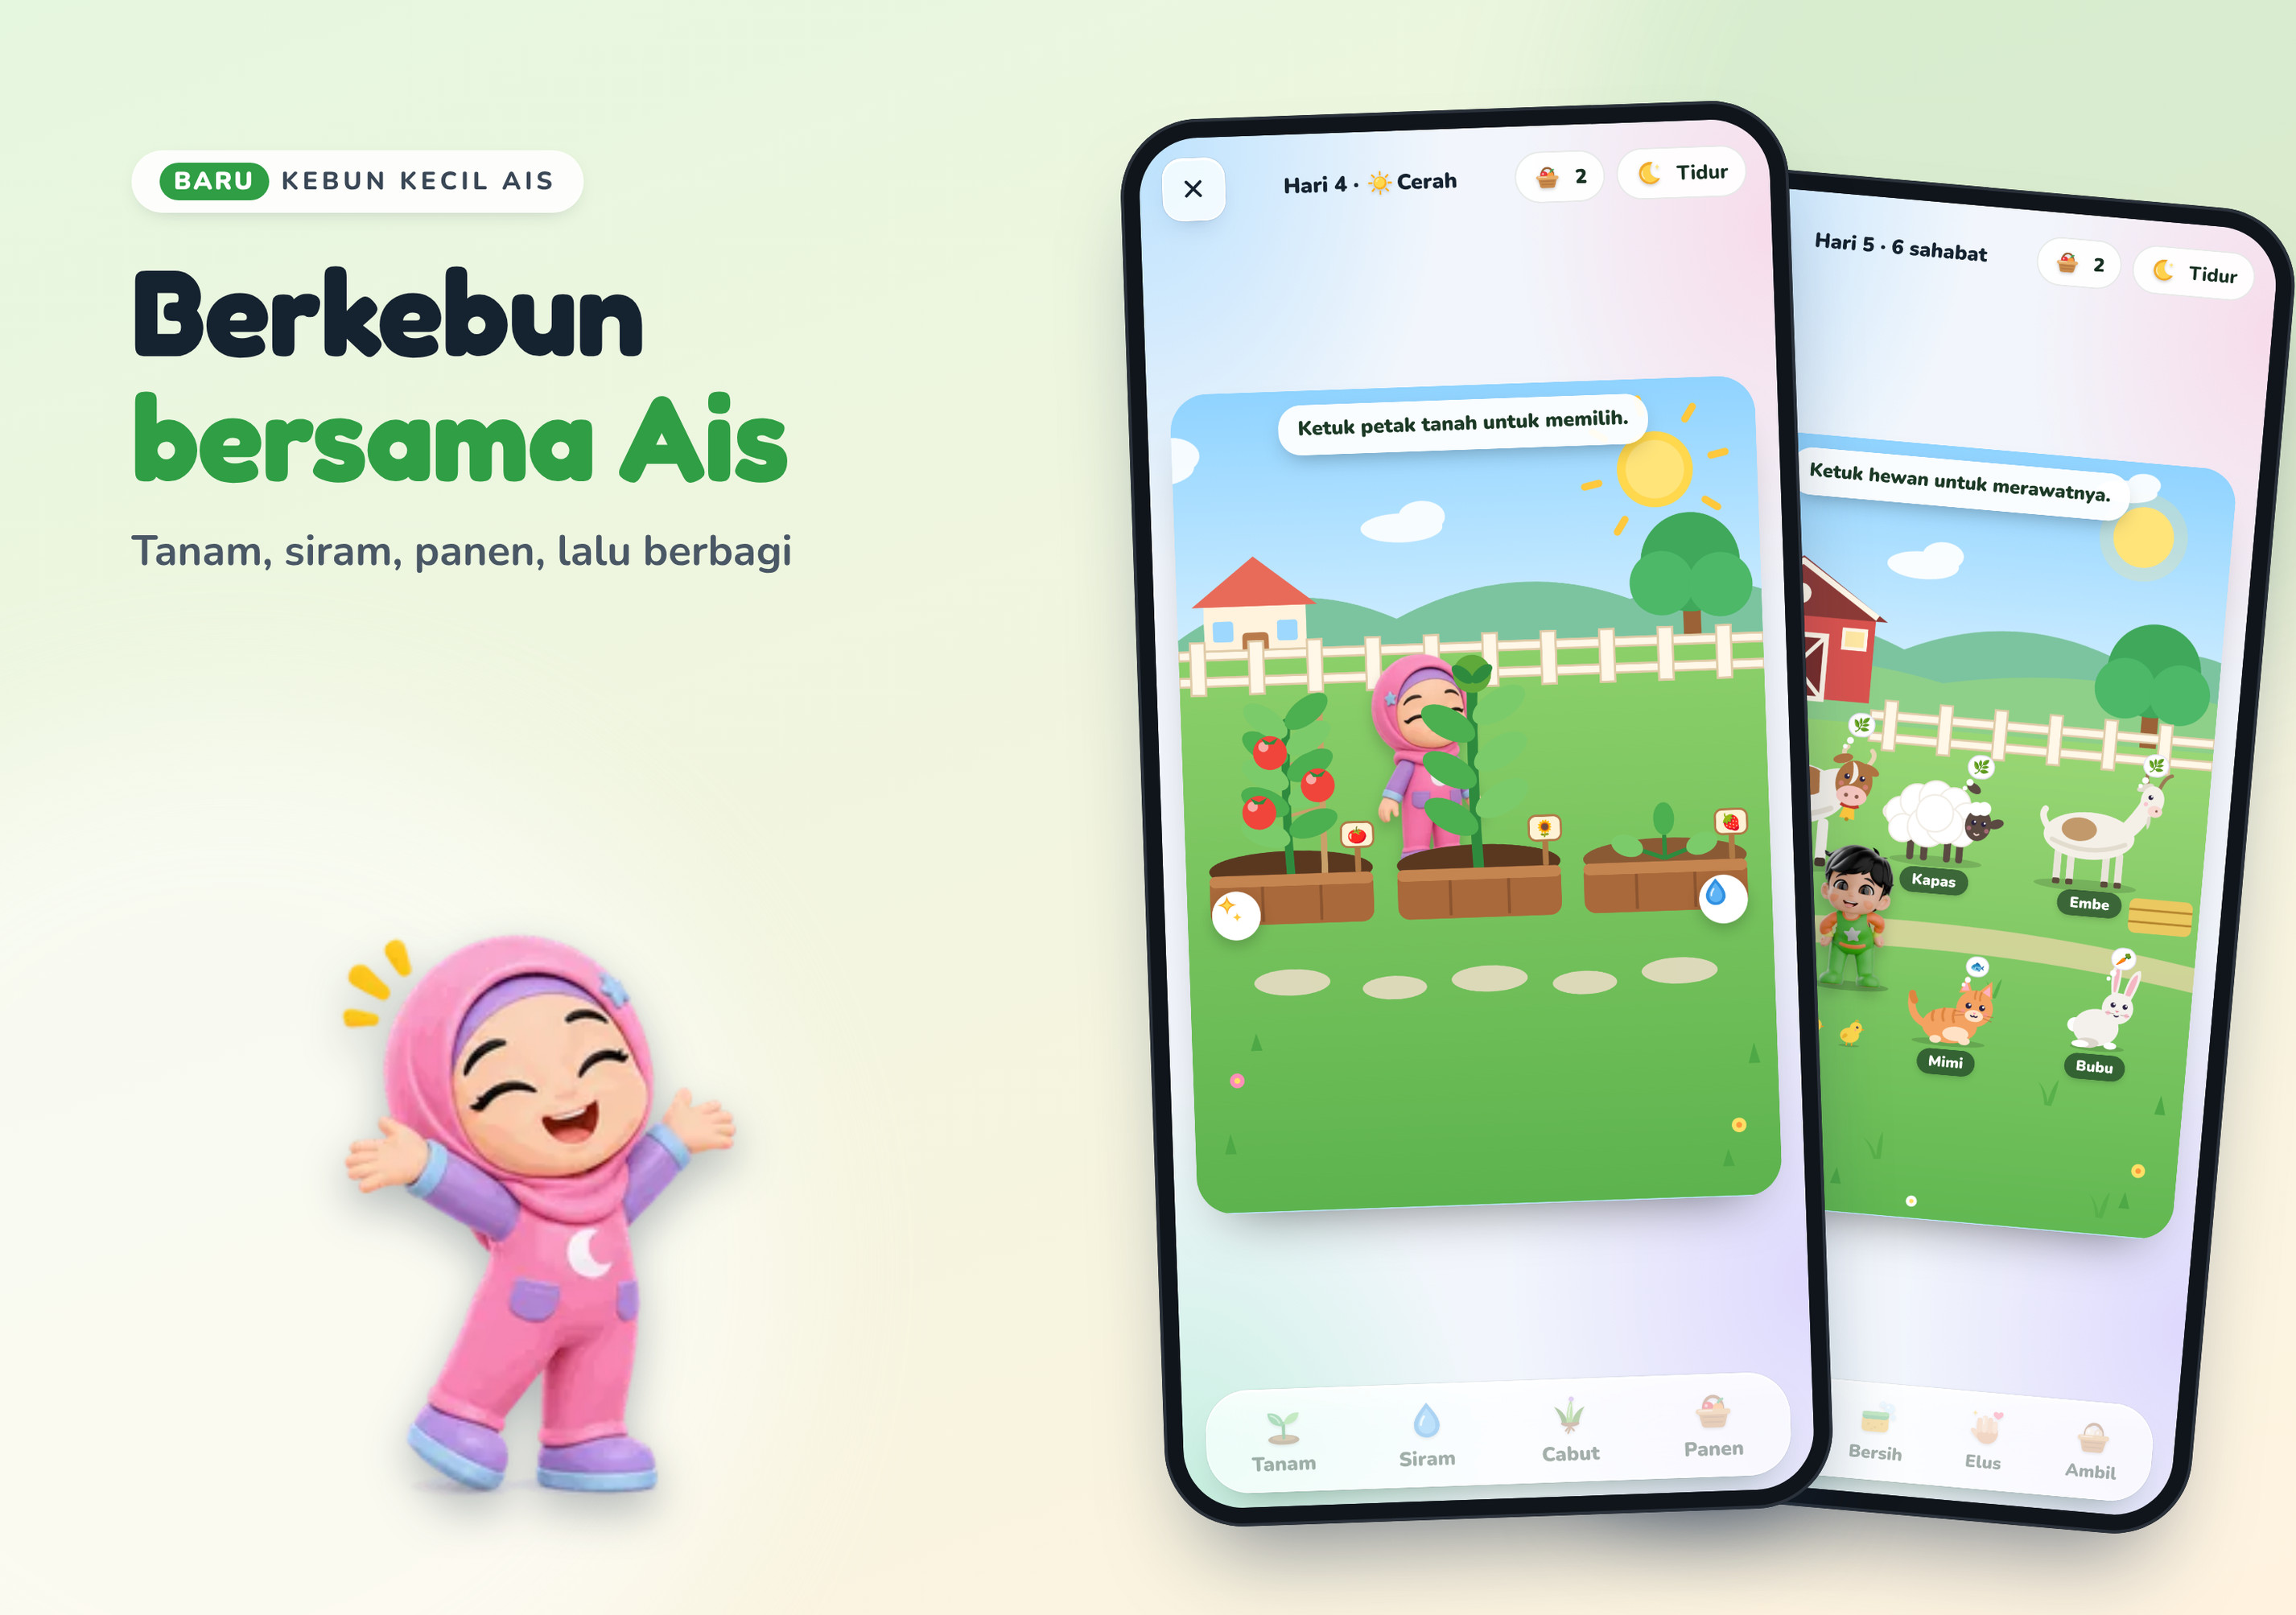 BARU KEBUN KECIL AIS
Berkebun
bersama Ais
Tanam, siram, panen, lalu berbagi
Hari 4 · Cerah
2
Tidur
Ketuk petak tanah untuk memilih.
Tanam
Siram
Cabut
Panen
Hari 5 · 6 sahabat
2
Tidur
Ketuk hewan untuk merawatnya.
Kapas
Embe
Mimi
Bubu
Bersih
Elus
Ambil